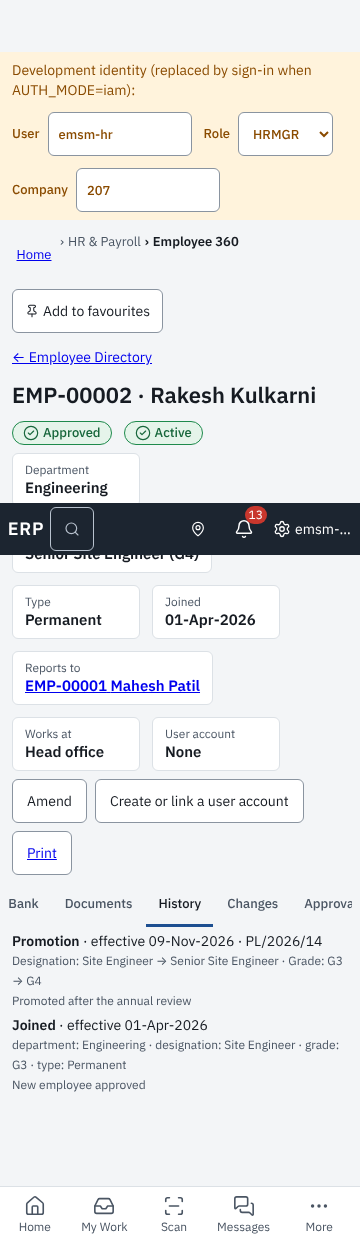 Development identity (replaced by sign-in when
AUTH_MODE=iam):
User emsm-hr Role HRMGR
Company 207
Home › HR & Payroll › Employee 360
Add to favourites
← Employee Directory
EMP-00002 · Rakesh Kulkarni
Approved Active
Department
Engineering
ERP 13 emsm-...
Senior Site Engineer (G4)
Type Joined
Permanent 01-Apr-2026
Reports to
EMP-00001 Mahesh Patil
Works at User account
Head office None
Amend Create or link a user account
Print
Bank Documents History Changes Approva
Promotion · effective 09-Nov-2026 · PL/2026/14
Designation: Site Engineer → Senior Site Engineer · Grade: G3
→ G4
Promoted after the annual review
Joined · effective 01-Apr-2026
department: Engineering · designation: Site Engineer · grade:
G3 · type: Permanent
New employee approved
Home My Work Scan Messages More